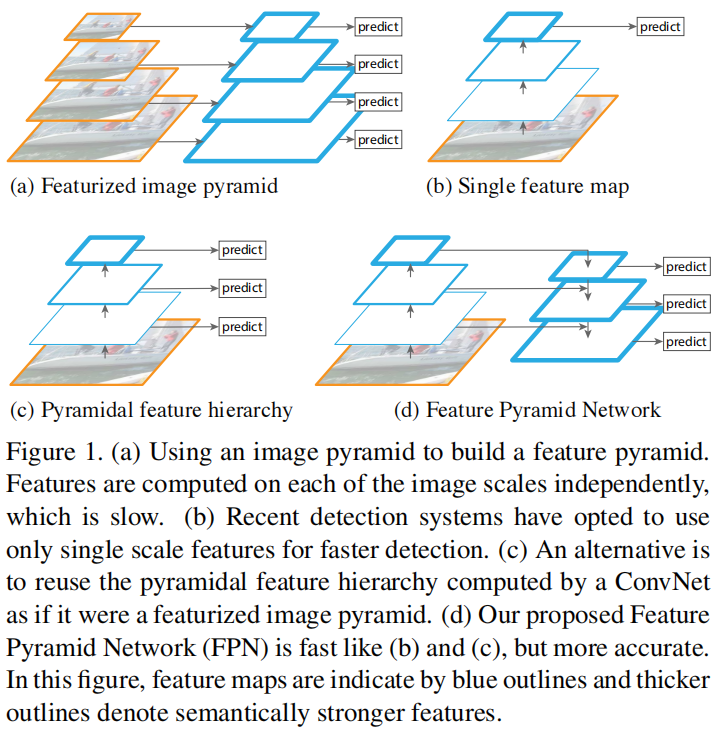 predict
predict
predict
predict
predict
(a) Featurized image pyramid
(b) Single feature map
predict
predict
predict
predict
predict
predict
(c) Pyramidal feature hierarchy
(d) Feature Pyramid Network
Figure 1. (a) Using an image pyramid to build a feature pyramid.
Features are computed on each of the image scales independently,
which is slow. (b) Recent detection systems have opted to use
only single scale features for faster detection. (c) An alternative is
to reuse the pyramidal feature hierarchy computed by a ConvNet
as if it were a featurized image pyramid. (d) Our proposed Feature
Pyramid Network (FPN) is fast like (b) and (c), but more accurate.
In this figure, feature maps are indicate by blue outlines and thicker
outlines denote semantically stronger features.